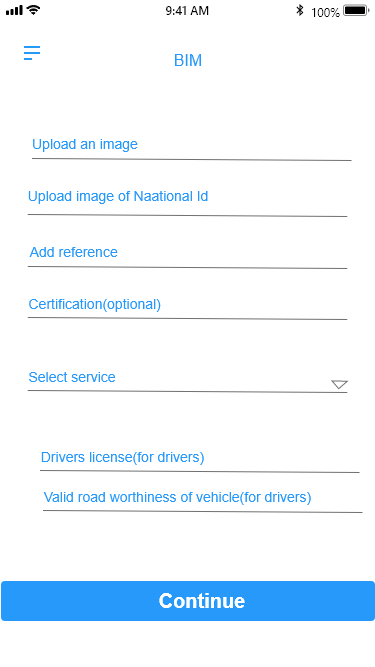 9:41 AM 100%
BIM
Upload an image
Upload image of Naational Id
Add reference
Certification(optional)
Select service
Drivers license(for drivers)
Valid road worthiness of vehicle(for drivers)
Continue